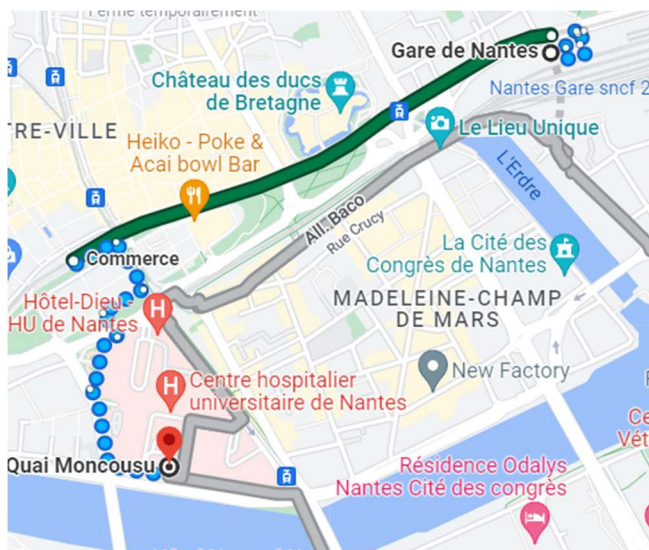 Ferme temporairement
Gare de Nantes
Château des ducs
de Bretagne
Nantes Gare sncf 2
TRE-VILLE
Le Lieu Unique
Heiko - Poke &
Acai bowl Bar
L'Erdre
All. Baco
Rue Crucy
La Cité des
Congrès de Nantes
Commerce
Hôtel-Dieu -
HU de Nantes
MADELEINE-CHAMP
DE MARS
New Factory
Centre hospitalier
universitaire de Nantes
Ce
Vét
Quai Moncousu
Résidence Odalys
Nantes Cité des congrès